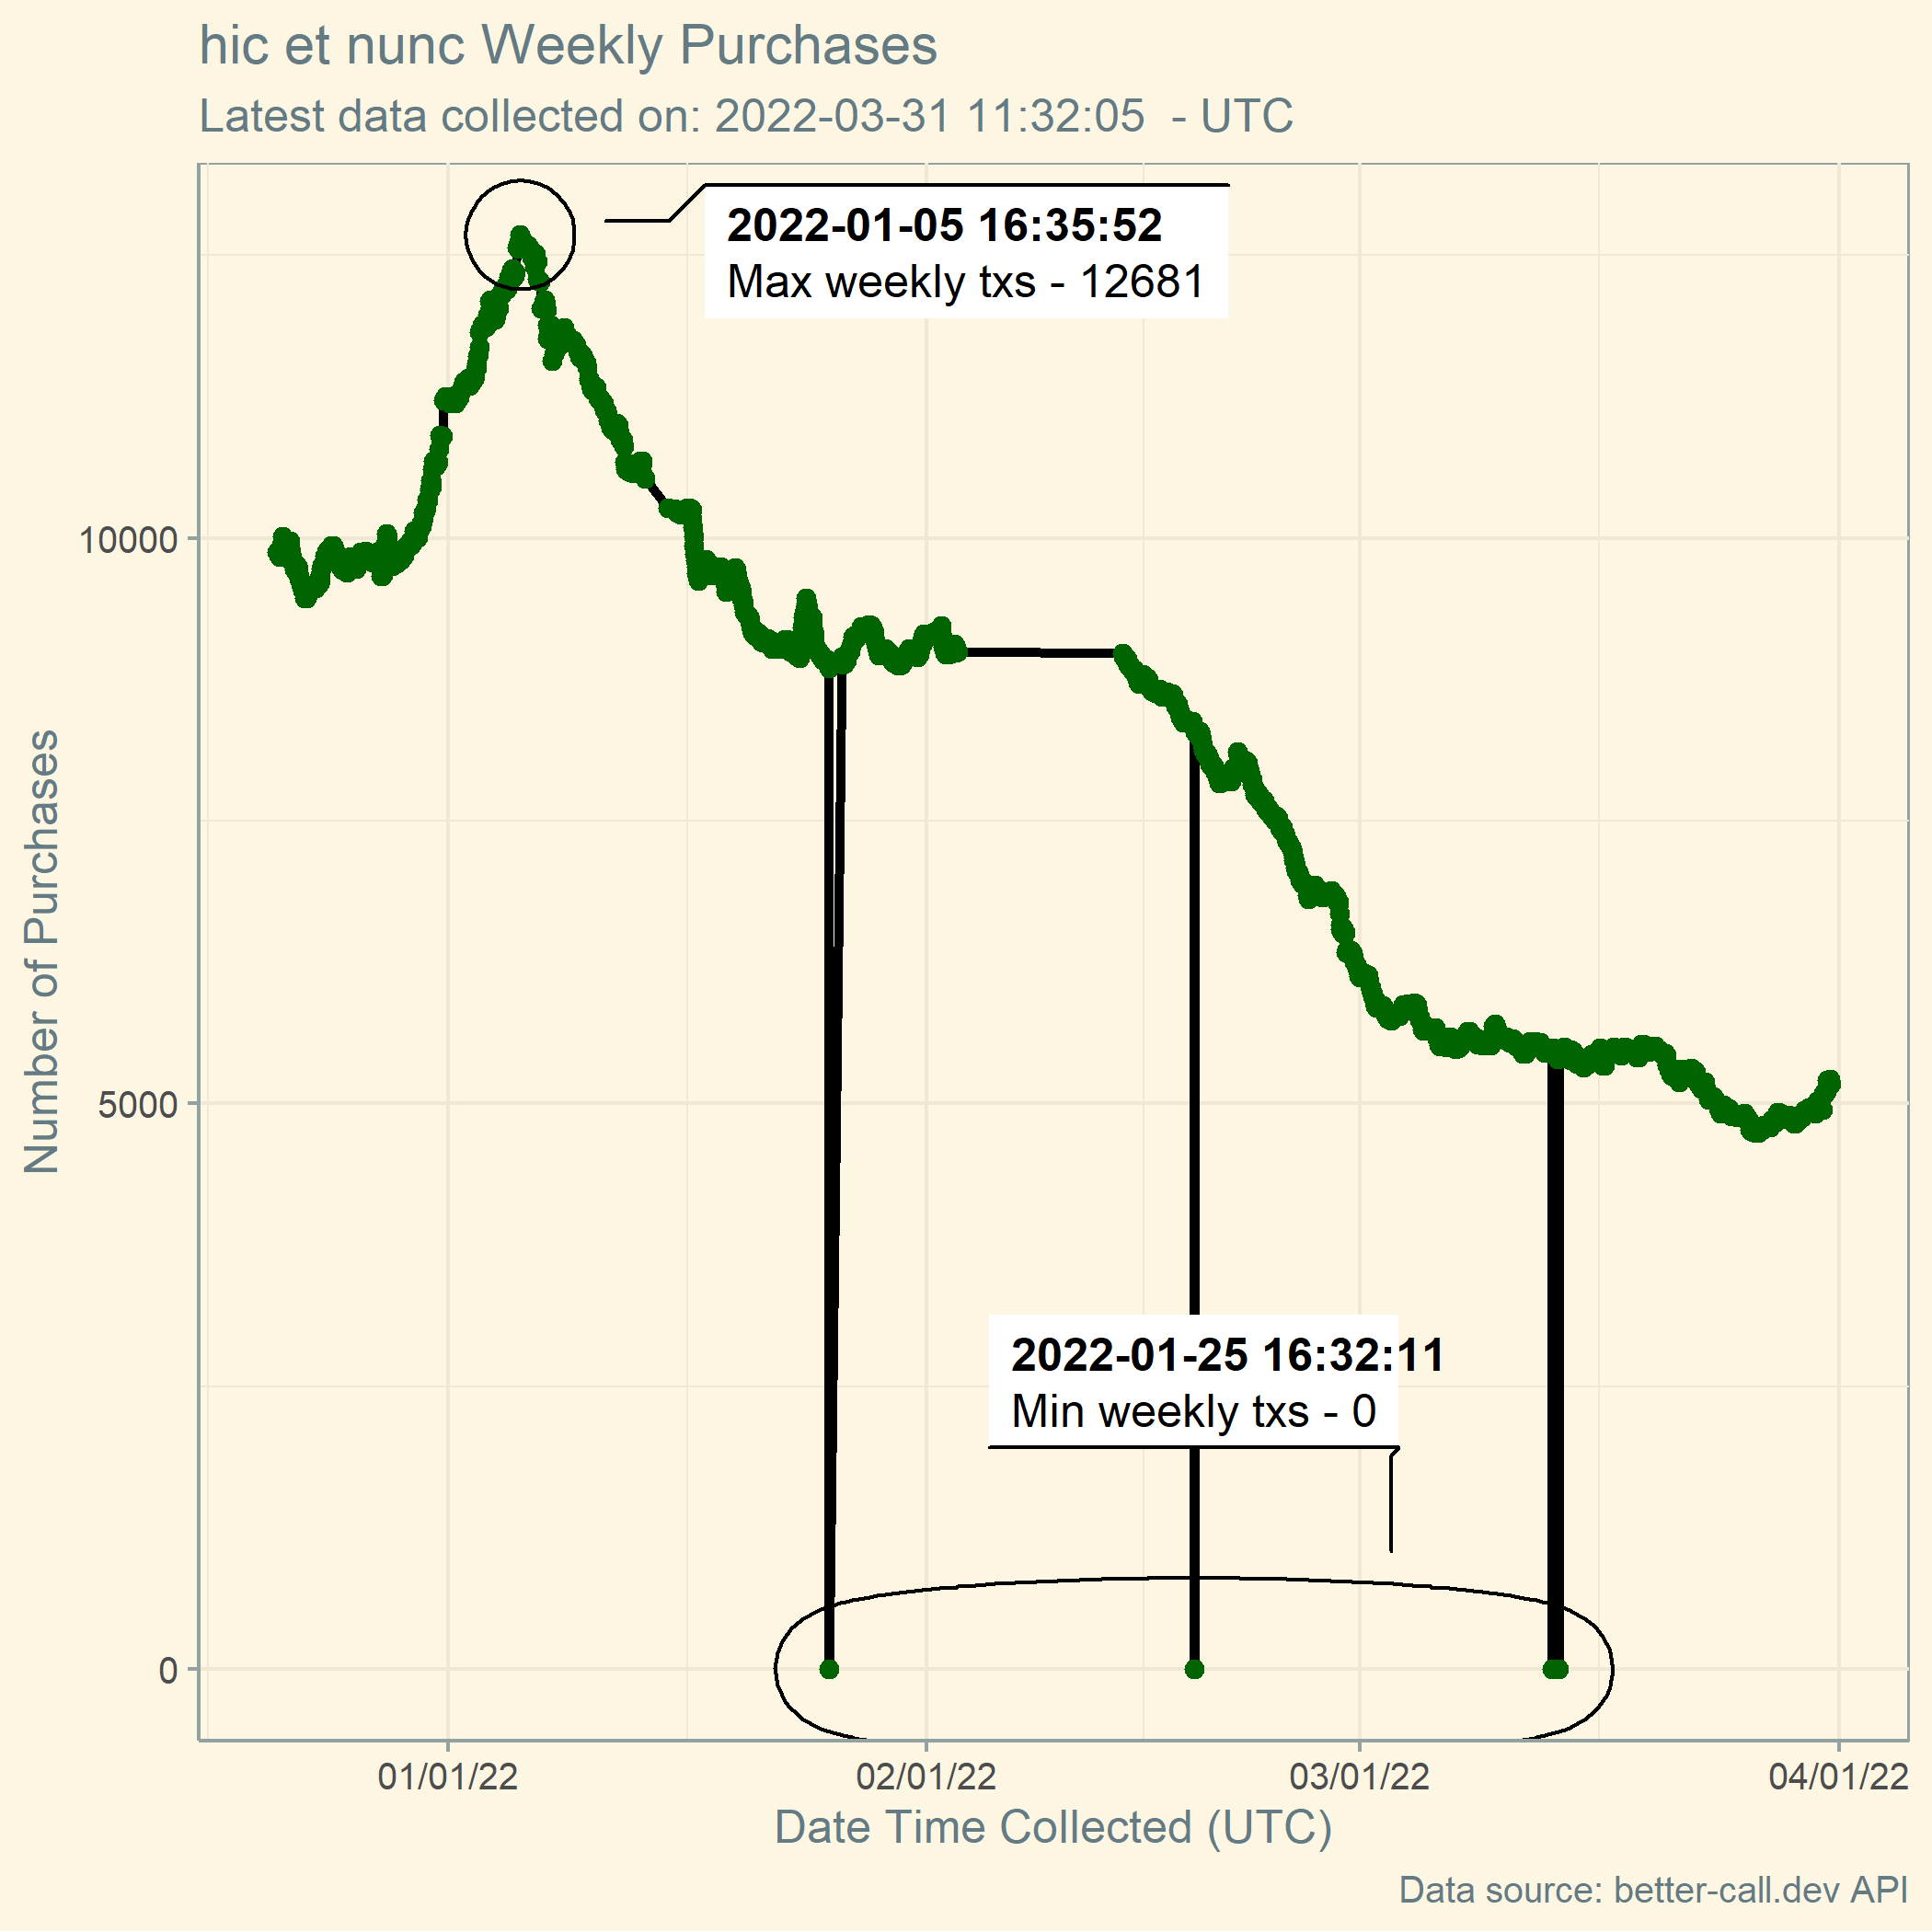 hic et nunc Weekly Purchases
Latest data collected on: 2022-03-31 11:32:05  - UTC
2022-01-05 16:35:52
Max weekly txs - 12681
10000
5000
0
Number of Purchases
2022-01-25 16:32:11
Min weekly txs - 0
01/01/22
02/01/22
03/01/22
04/01/22
Date Time Collected (UTC)
Data source: better-call.dev API